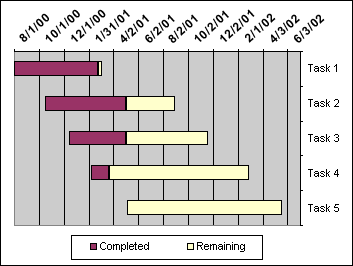 8/1/00 10/1/00 12/1/00 1/31/01 4/2/01 6/2/01 8/2/01 10/2/01 12/2/01 2/1/02 4/3/02 6/3/02
Task 1
Task 2
Task 3
Task 4
Task 5
Completed Remaining